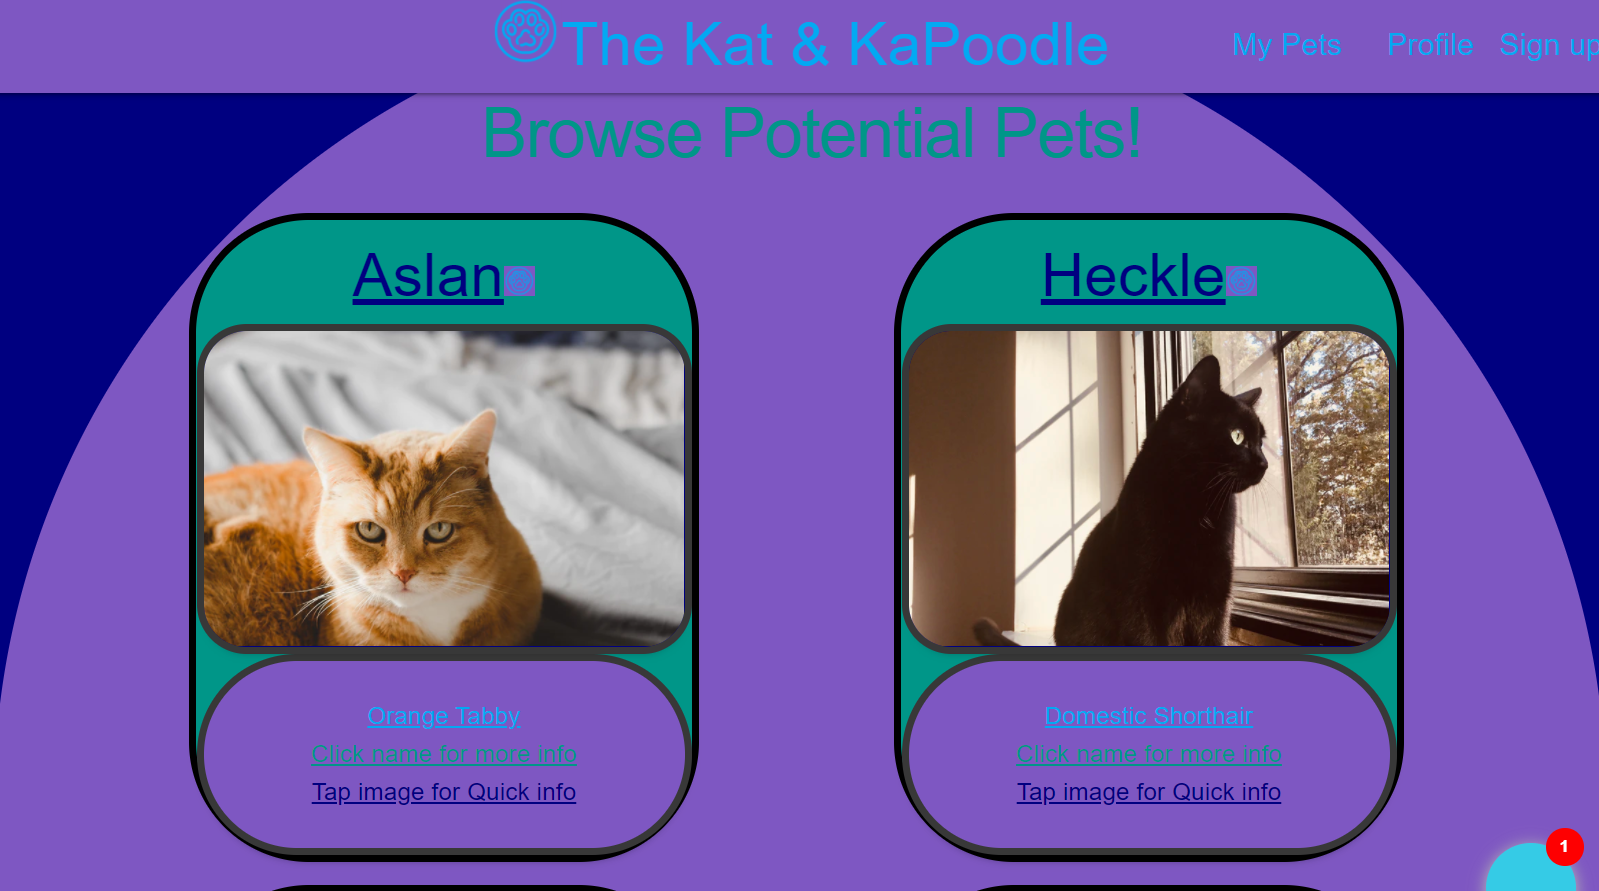 The Kat & KaPoodle
My Pets
Profile
Sign up
Browse Potential Pets!
Aslan
Heckle
Orange Tabby
Click name for more info
Tap image for Quick info
Domestic Shorthair
Click name for more info
Tap image for Quick info
1